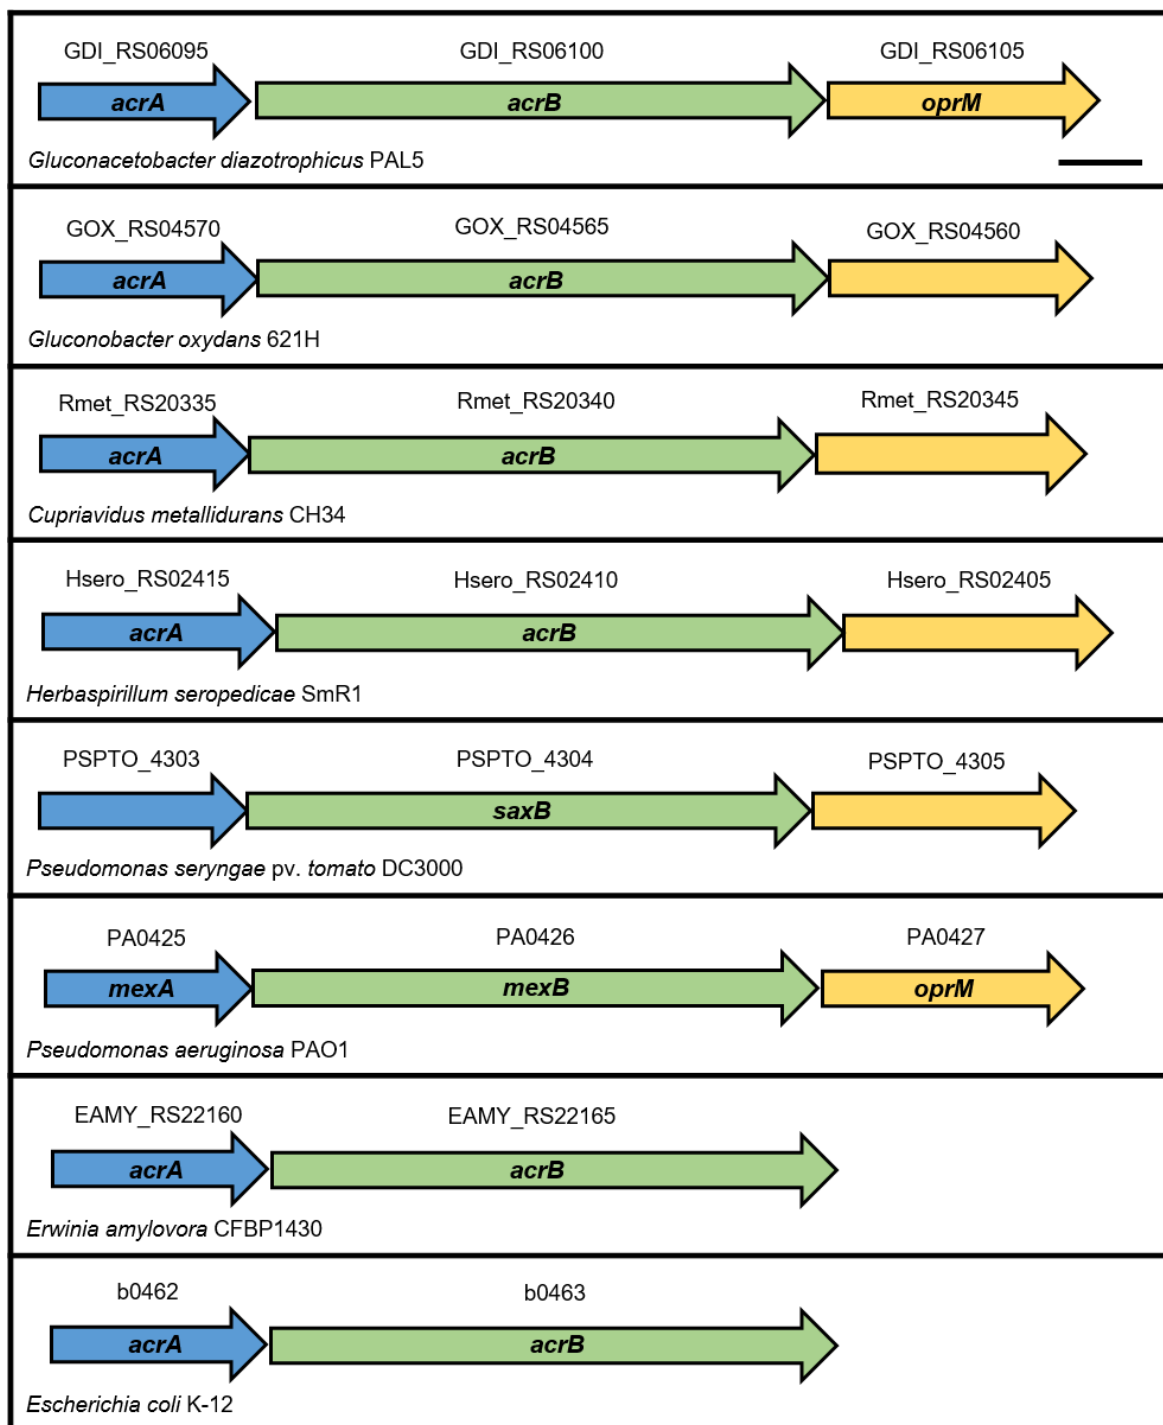 GDI_RS06095 GDI_RS06100 GDI_RS06105
acrA acrB oprM
Gluconacetobacter diazotrophicus PAL5
GOX_RS04570 GOX_RS04565 GOX_RS04560
acrA acrB
Gluconobacter oxydans 621H
Rmet_RS20335 Rmet_RS20340 Rmet_RS20345
acrA acrB
Cupriavidus metallidurans CH34
Hsero_RS02415 Hsero_RS02410 Hsero_RS02405
acrA acrB
Herbaspirillum seropedicae SmR1
PSPTO_4303 PSPTO_4304 PSPTO_4305
saxB
Pseudomonas seryngae pv. tomato DC3000
PA0425 PA0426 PA0427
mexA mexB oprM
Pseudomonas aeruginosa PAO1
EAMY_RS22160 EAMY_RS22165
acrA acrB
Erwinia amylovora CFBP1430
b0462 b0463
acrA acrB
Escherichia coli K-12